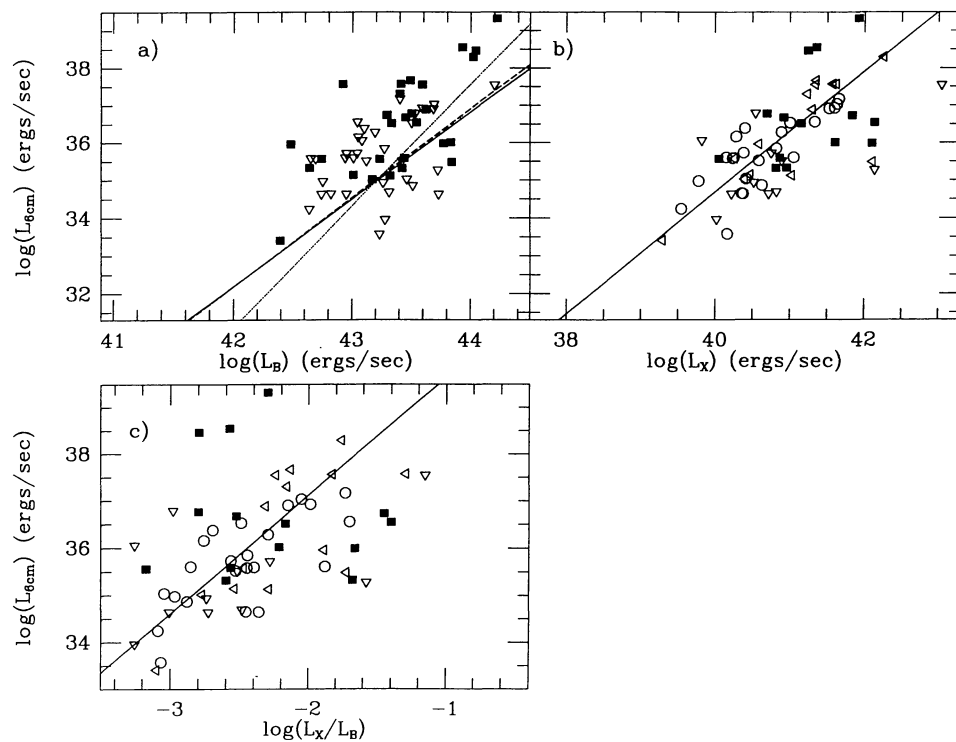 a)
38
36
34
32
log(L6cm) (ergs/sec)
41 42 43 44
log(LB) (ergs/sec)
b)
38 40 42
log(LX) (ergs/sec)
c)
38
36
34
log(L6cm) (ergs/sec)
-3 -2 -1
log(LX/LB)